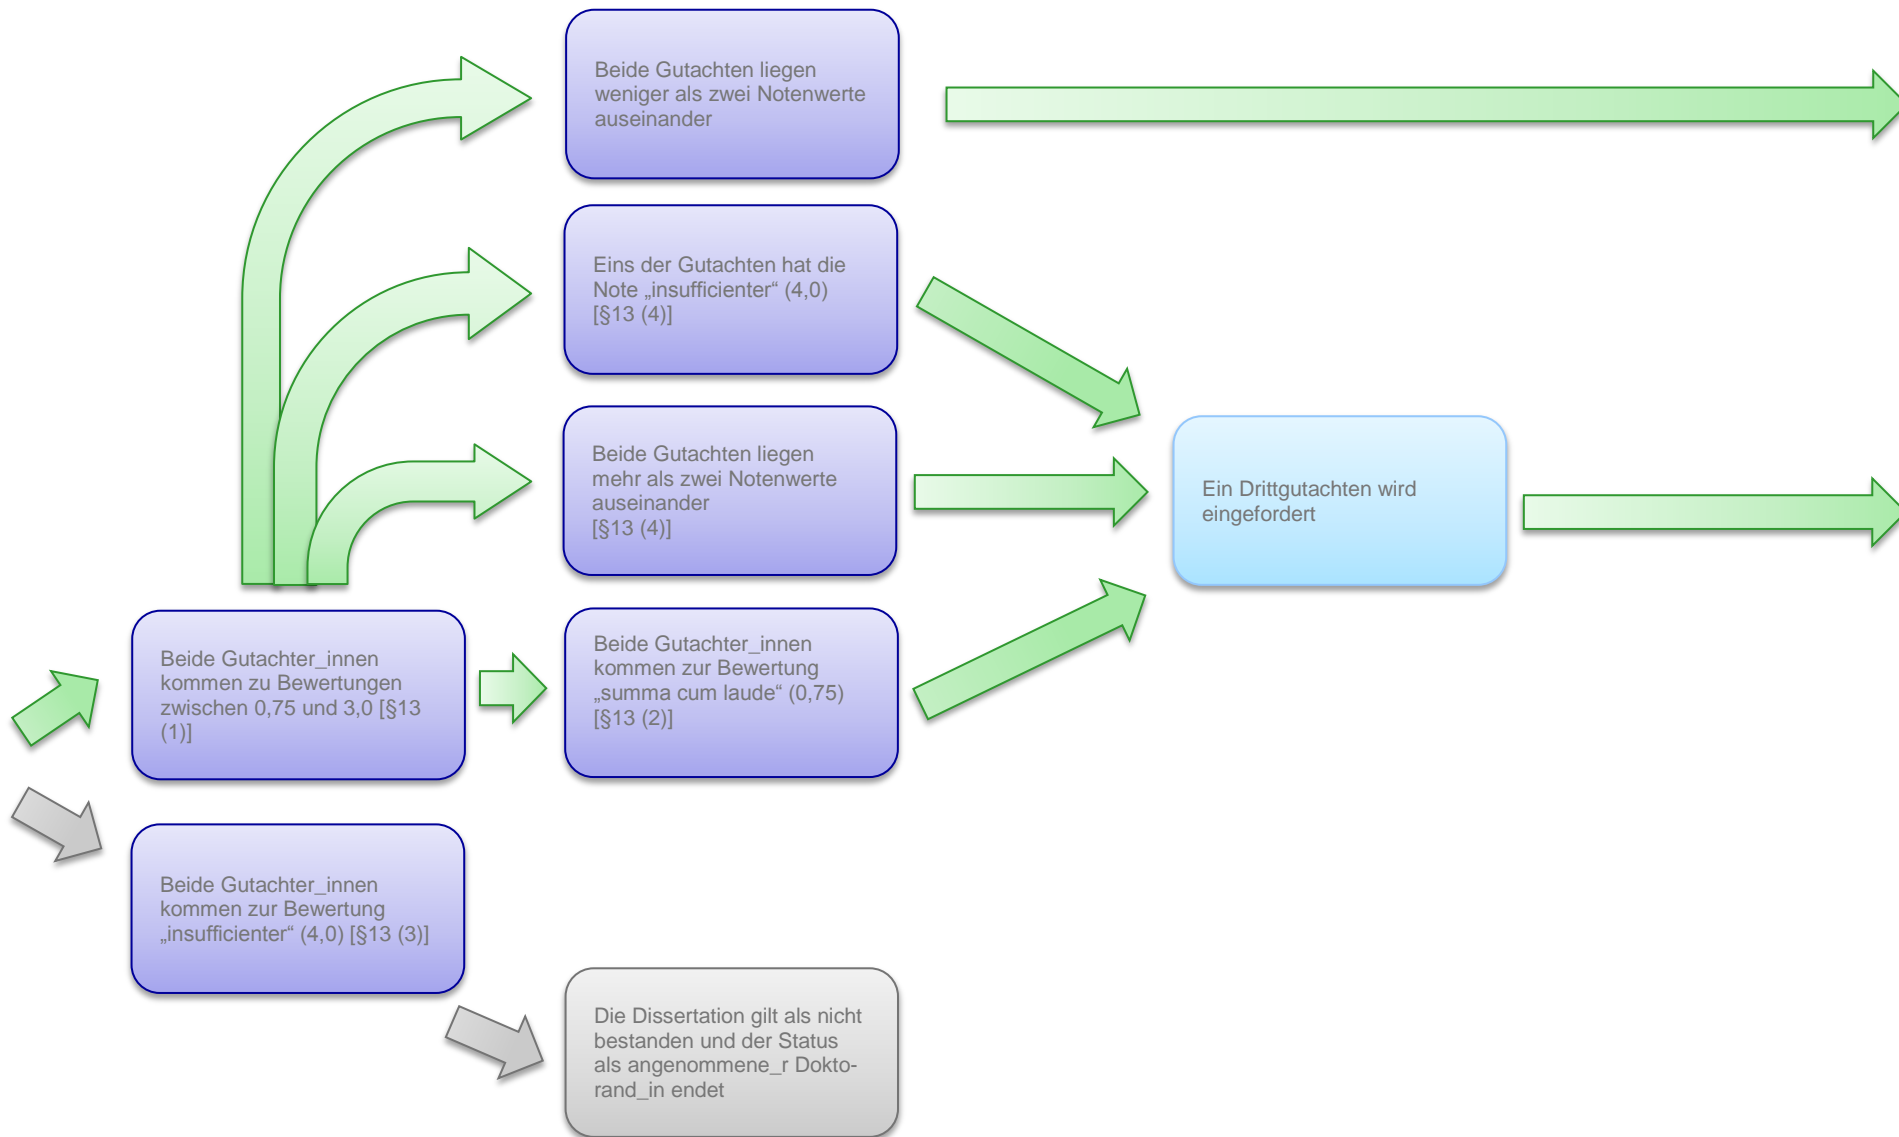 Beide Gutachten liegen
weniger als zwei Notenwerte
auseinander
Eins der Gutachten hat die
Note „insufficienter“ (4,0)
[§13 (4)]
Beide Gutachten liegen
mehr als zwei Notenwerte
auseinander
[§13 (4)]
Ein Drittgutachten wird
eingefordert
Beide Gutachter_innen
kommen zu Bewertungen
zwischen 0,75 und 3,0 [§13
(1)]
Beide Gutachter_innen
kommen zur Bewertung
„summa cum laude“ (0,75)
[§13 (2)]
Beide Gutachter_innen
kommen zur Bewertung
„insufficienter“ (4,0) [§13 (3)]
Die Dissertation gilt als nicht
bestanden und der Status
als angenommene_r Dokto-
rand_in endet